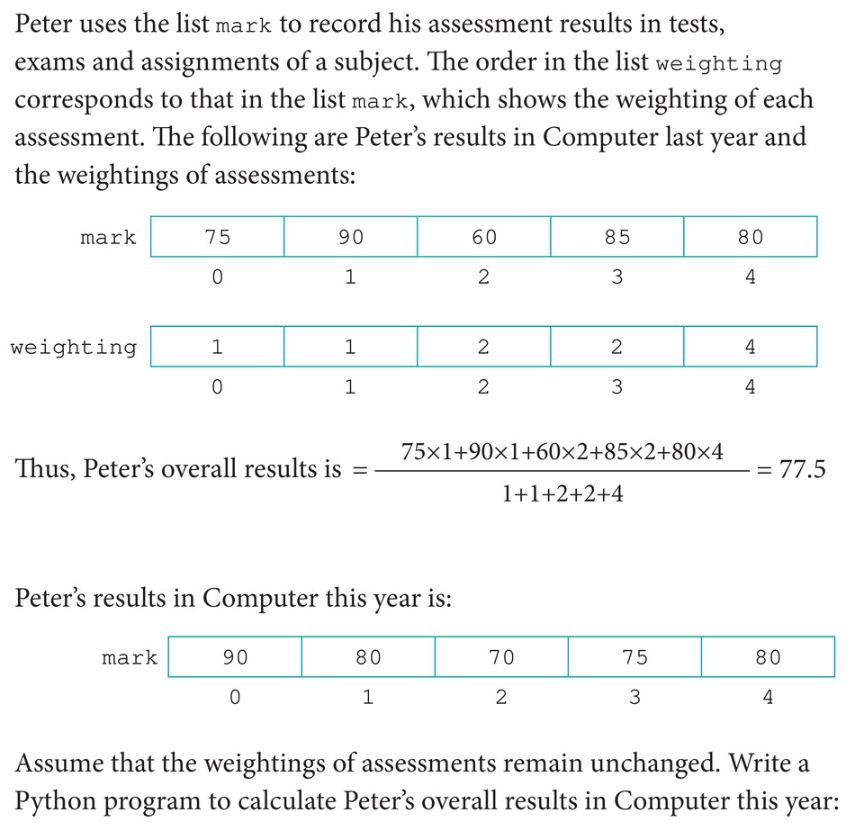 Peter uses the list mark to record his assessment results in tests,
exams and assignments of a subject. The order in the list weighting
corresponds to that in the list mark, which shows the weighting of each
assessment. The following are Peter’s results in Computer last year and
the weightings of assessments:
mark 75 90 60 85 80
0 1 2 3 4
weighting 1 1 2 2 4
0 1 2 3 4
75×1+90×1+60×2+85×2+80×4
Thus, Peter’s overall results is = = 77.5
1+1+2+2+4
Peter’s results in Computer this year is:
mark 90 80 70 75 80
0 1 2 3 4
Assume that the weightings of assessments remain unchanged. Write a
Python program to calculate Peter’s overall results in Computer this year: